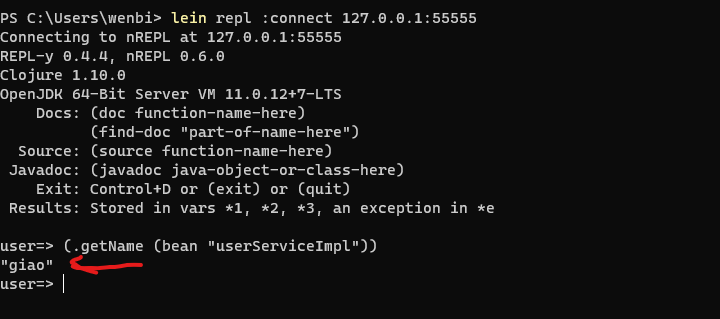 PS C:\Users\wenbi> lein repl :connect 127.0.0.1:55555
Connecting to nREPL at 127.0.0.1:55555
REPL-y 0.4.4, nREPL 0.6.0
Clojure 1.10.0
OpenJDK 64-Bit Server VM 11.0.12+7-LTS
    Docs: (doc function-name-here)
          (find-doc "part-of-name-here")
  Source: (source function-name-here)
 Javadoc: (javadoc java-object-or-class-here)
    Exit: Control+D or (exit) or (quit)
 Results: Stored in vars *1, *2, *3, an exception in *e
user=> (.getName (bean "userServiceImpl"))
"giao"
user=>